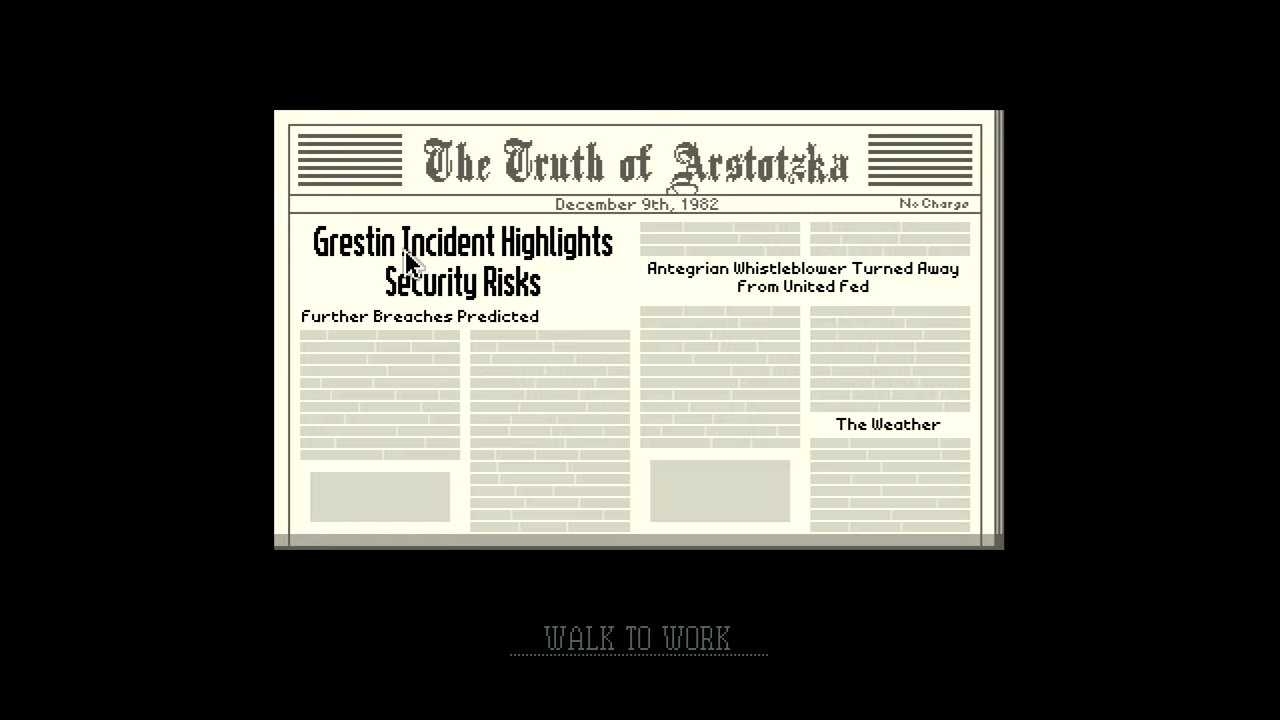 The Truth of Arstotzka
December 9th, 1982
No Charge
Grestin Incident Highlights
Security Risks
Further Breaches Predicted
Antegrian Whistleblower Turned Away
From United Fed
The Weather
WALK TO WORK